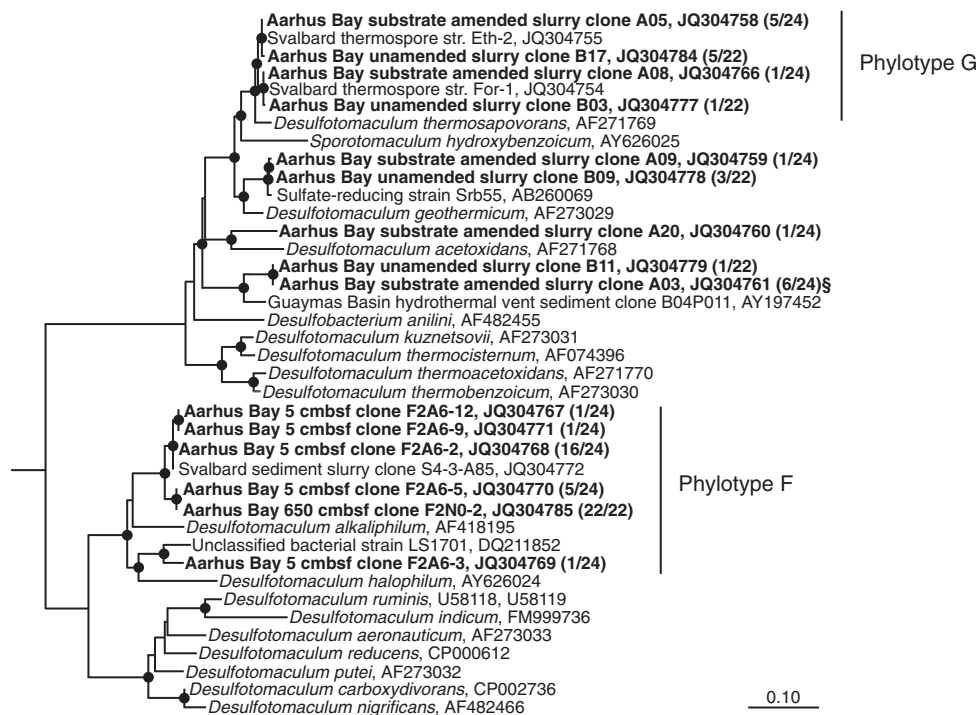 Aarhus Bay substrate amended slurry clone A05, JQ304758 (5/24)
Svalbard thermospore str. Eth-2, JQ304755
Aarhus Bay unamended slurry clone B17, JQ304784 (5/22)
Aarhus Bay substrate amended slurry clone A08, JQ304766 (1/24)
Svalbard thermospore str. For-1, JQ304754
Aarhus Bay unamended slurry clone B03, JQ304777 (1/22)
Desulfotomaculum thermosapovorans, AF271769
Phylotype G
Sporotomaculum hydroxybenzoicum, AY626025
Aarhus Bay substrate amended slurry clone A09, JQ304759 (1/24)
Aarhus Bay unamended slurry clone B09, JQ304778 (3/22)
Sulfate-reducing strain Srb55, AB260069
Desulfotomaculum geothermicum, AF273029
Aarhus Bay substrate amended slurry clone A20, JQ304760 (1/24)
Desulfotomaculum acetoxidans, AF271768
Aarhus Bay unamended slurry clone B11, JQ304779 (1/22)
Aarhus Bay substrate amended slurry clone A03, JQ304761 (6/24)§
Guaymas Basin hydrothermal vent sediment clone B04P011, AY197452
Desulfobacterium anilini, AF482455
Desulfotomaculum kuznetsovii, AF273031
Desulfotomaculum thermocisternum, AF074396
Desulfotomaculum thermoacetoxidans, AF271770
Desulfotomaculum thermobenzoicum, AF273030
Aarhus Bay 5 cmbsf clone F2A6-12, JQ304767 (1/24)
Aarhus Bay 5 cmbsf clone F2A6-9, JQ304771 (1/24)
Aarhus Bay 5 cmbsf clone F2A6-2, JQ304768 (16/24)
Svalbard sediment slurry clone S4-3-A85, JQ304772
Aarhus Bay 5 cmbsf clone F2A6-5, JQ304770 (5/24)
Aarhus Bay 650 cmbsf clone F2N0-2, JQ304785 (22/22)
Desulfotomaculum alkaliphilum, AF418195
Unclassified bacterial strain LS1701, DQ211852
Aarhus Bay 5 cmbsf clone F2A6-3, JQ304769 (1/24)
Phylotype F
Desulfotomaculum halophilum, AY626024
Desulfotomaculum ruminis, U58118, U58119
Desulfotomaculum indicum, FM999736
Desulfotomaculum aeronauticum, AF273033
Desulfotomaculum reducens, CP000612
Desulfotomaculum putei, AF273032
Desulfotomaculum carboxydivorans, CP002736
Desulfotomaculum nigrificans, AF482466
0.10